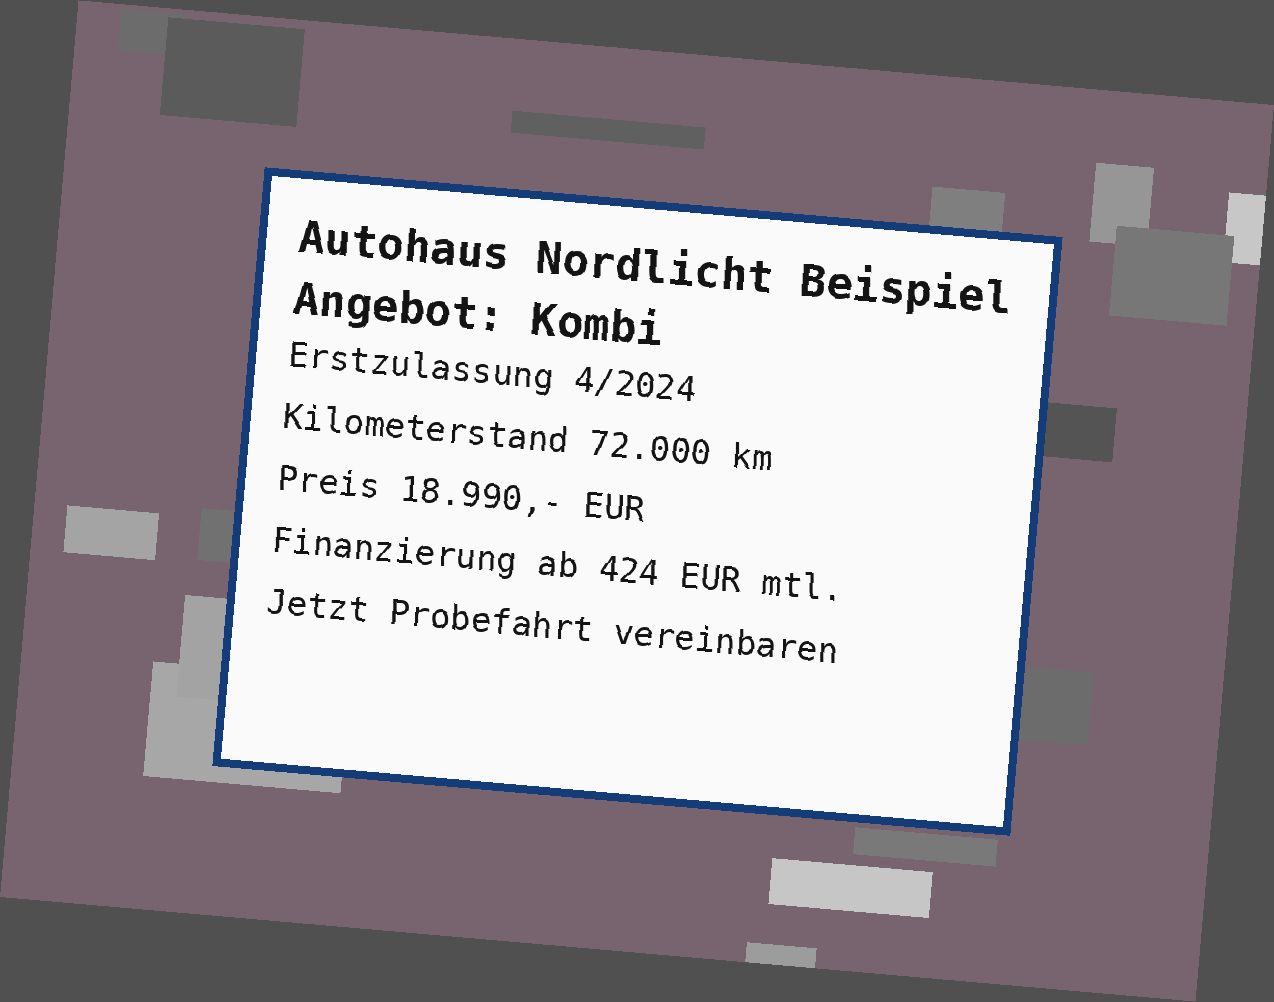 Autohaus Nordlicht Beispiel
Angebot: Kombi
Erstzulassung 4/2024
Kilometerstand 72.000 km
Preis 18.990,- EUR
Finanzierung ab 424 EUR mtl.
Jetzt Probefahrt vereinbaren